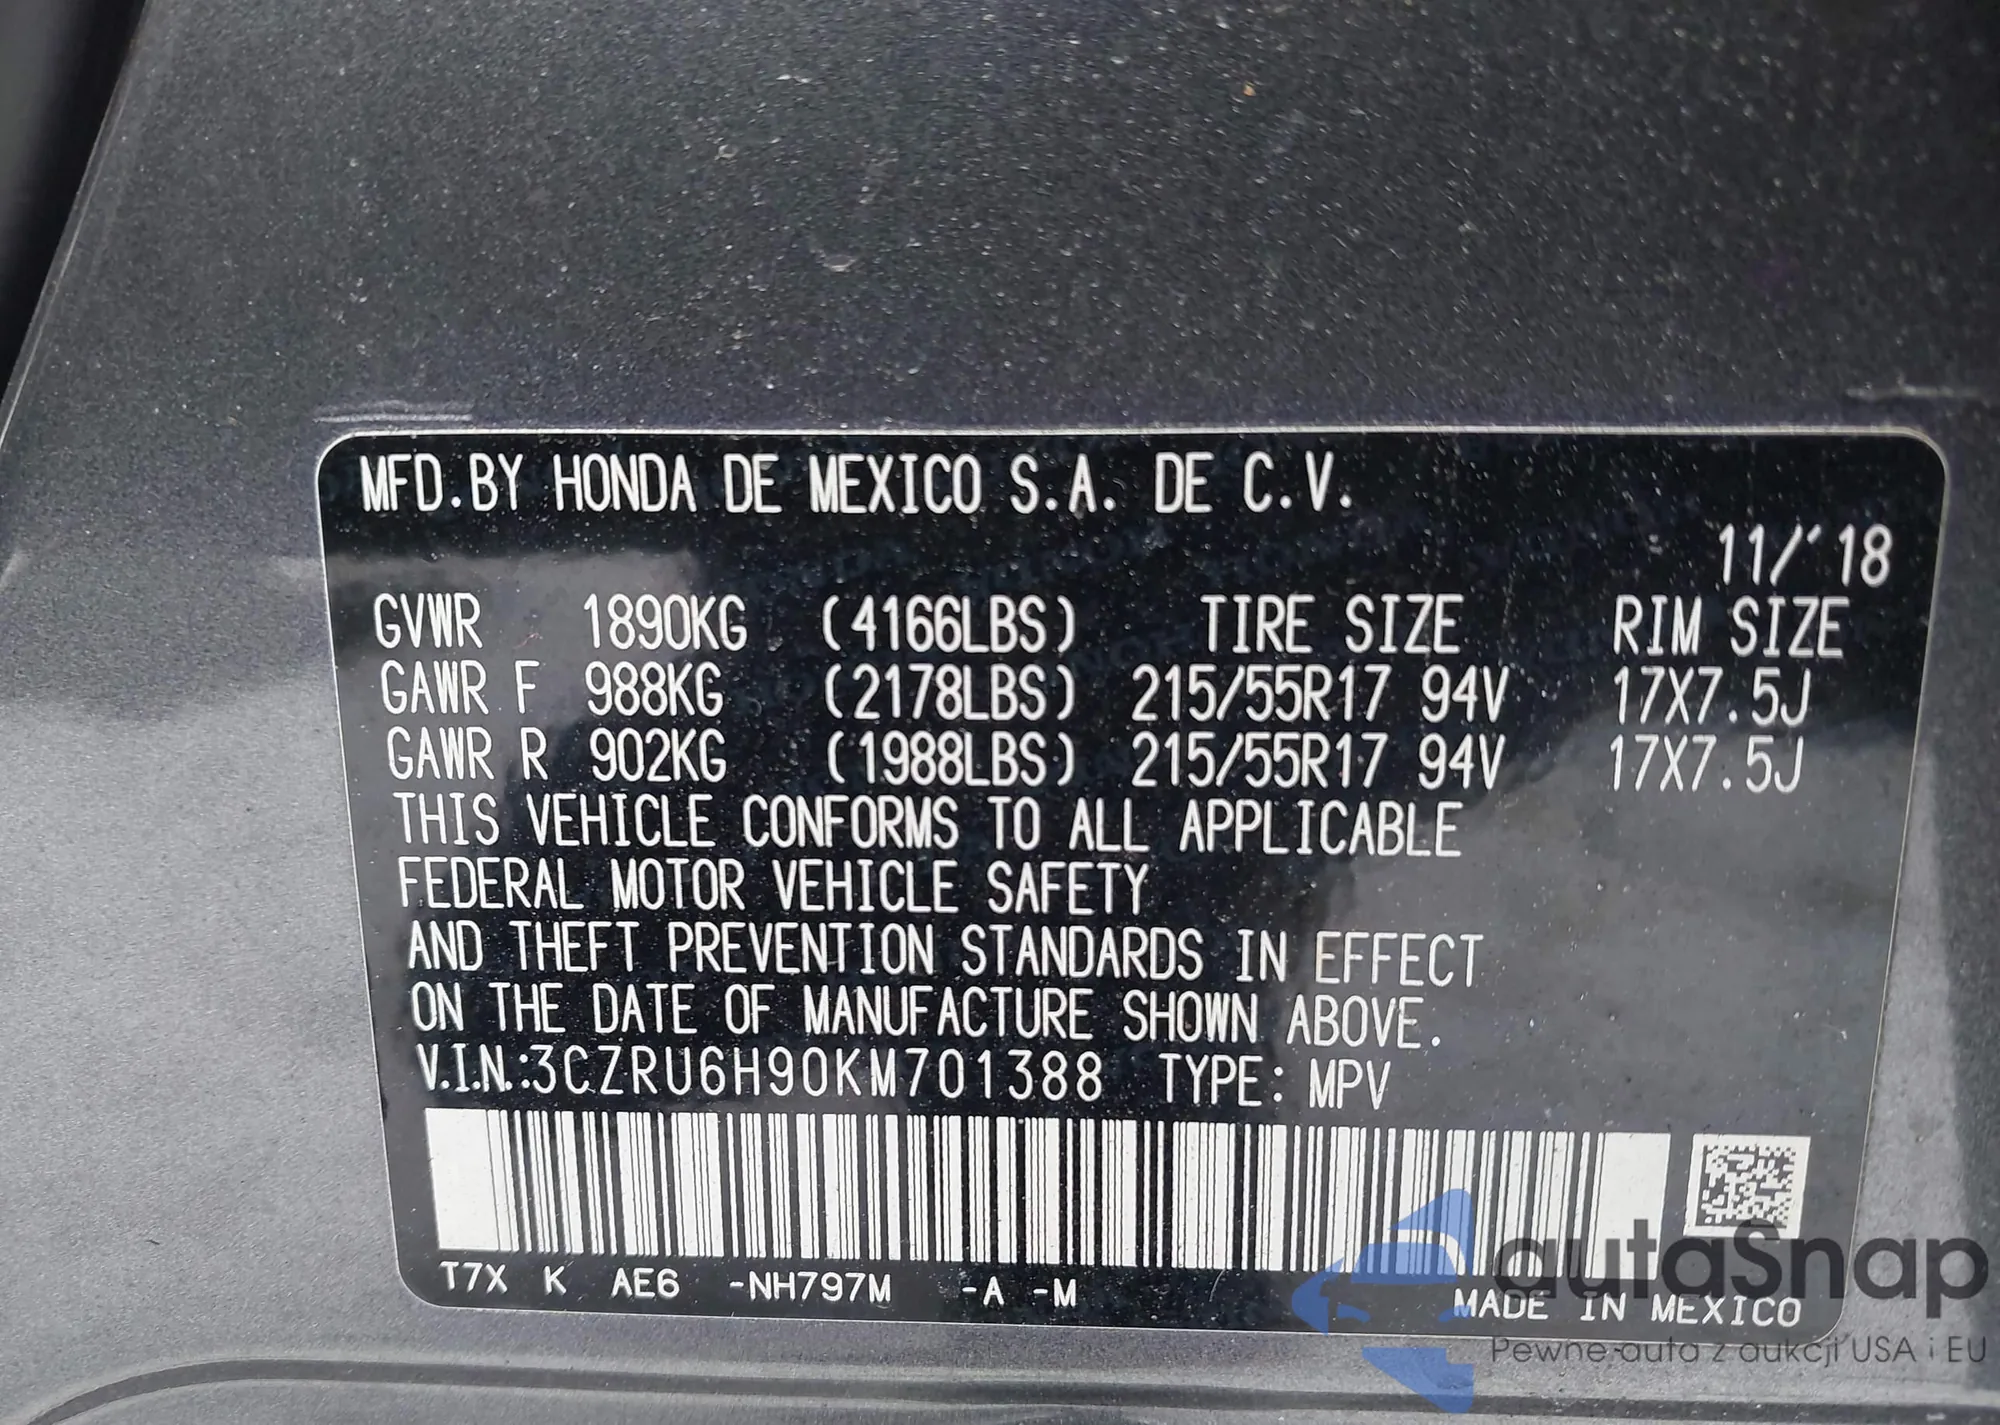 MFD.BY HONDA DE MEXICO S.A. DE C.V.
11/'18
GVWR 1890KG (4166LBS) TIRE SIZE RIM SIZE
GAWR F 988KG (2178LBS) 215/55R17 94V 17X7.5J
GAWR R 902KG (1988LBS) 215/55R17 94V 17X7.5J
THIS VEHICLE CONFORMS TO ALL APPLICABLE
FEDERAL MOTOR VEHICLE SAFETY
AND THEFT PREVENTION STANDARDS IN EFFECT
ON THE DATE OF MANUFACTURE SHOWN ABOVE.
V.I.N.:3CZRU6H90KM701388 TYPE: MPV
T7X K AE6 -NH797M -A -M
MADE IN MEXICO
autaSnap
Pewne auta z aukcji USA i EU